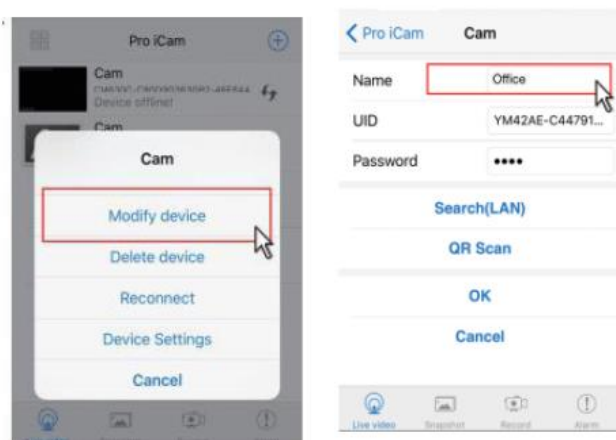 Pro iCam
Cam
Device offline!
Cam
Cam
Modify device
Delete device
Reconnect
Device Settings
Cancel
Pro iCam Cam
Name Office
UID YM42AE-C44791...
Password ••••
Search(LAN)
QR Scan
OK
Cancel
Live video Snapshot Record Alarm